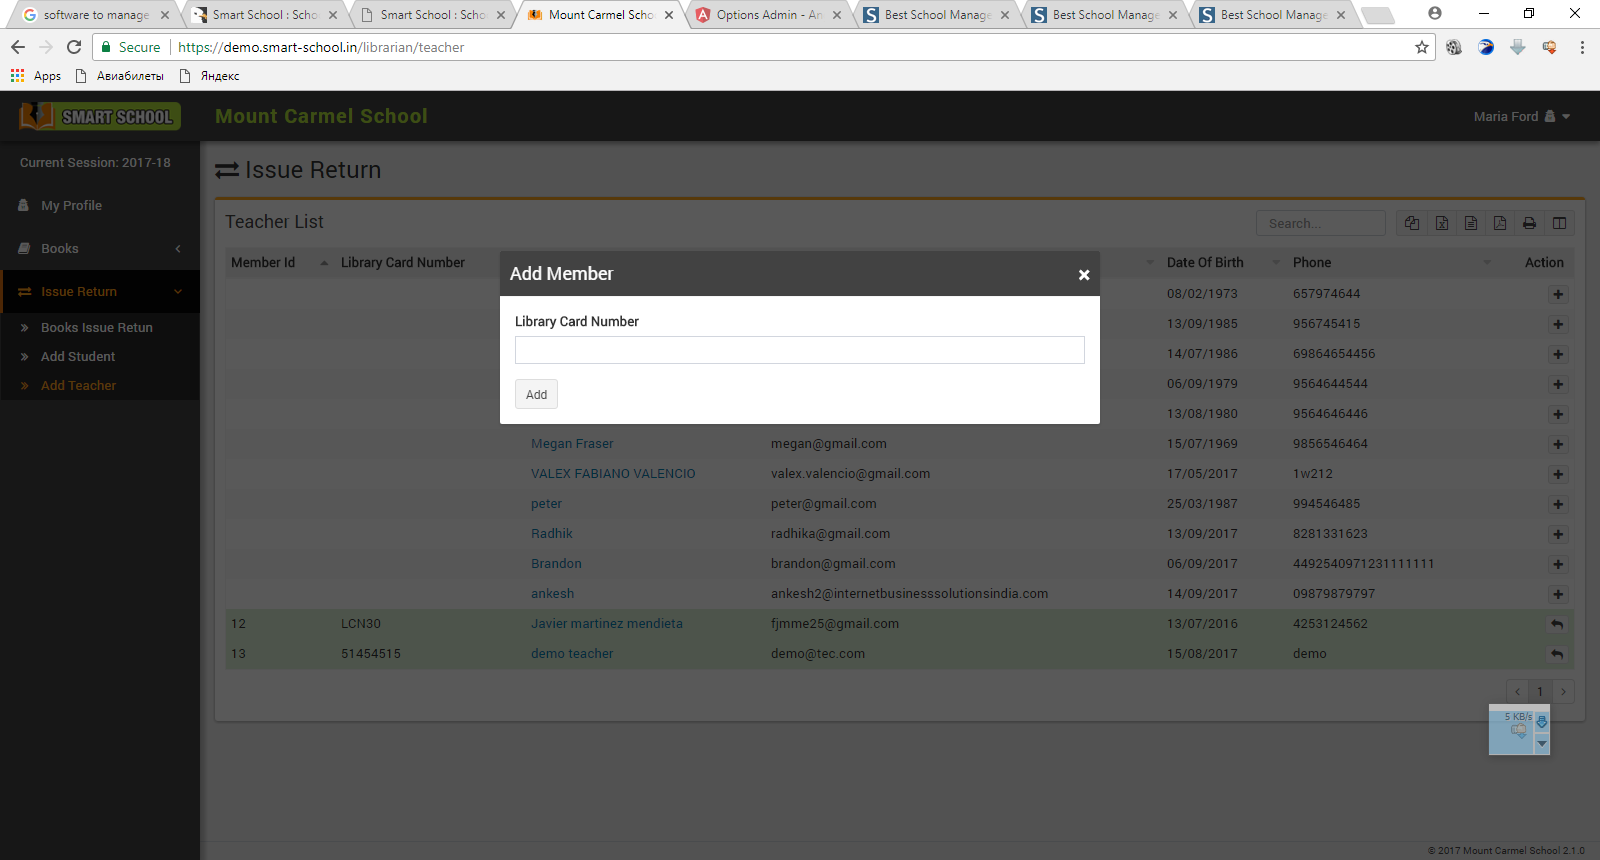 software to manage
Smart School : Scho
Smart School : Scho
Mount Carmel Scho
Options Admin - An
Best School Manage
Best School Manage
Best School Manage
Secure
https://demo.smart-school.in/librarian/teacher
Apps
Авиабилеты
Яндекс
SMART SCHOOL
Mount Carmel School
Maria Ford
Current Session: 2017-18
My Profile
Books
Issue Return
Books Issue Retun
Add Student
Add Teacher
Issue Return
Teacher List
Search...
Member Id Library Card Number Date Of Birth Phone Action
08/02/1973 657974644
13/09/1985 956745415
14/07/1986 69864654456
06/09/1979 9564644544
13/08/1980 9564646446
Add Member
Library Card Number
Add
Megan Fraser megan@gmail.com 15/07/1969 9856546464
VALEX FABIANO VALENCIO valex.valencio@gmail.com 17/05/2017 1w212
peter peter@gmail.com 25/03/1987 994546485
Radhik radhika@gmail.com 13/09/2017 8281331623
Brandon brandon@gmail.com 06/09/2017 4492540971231111111
ankesh ankesh2@internetbusinesssolutionsindia.com 14/09/2017 09879879797
12 LCN30 Javier martinez mendieta fjmme25@gmail.com 13/07/2016 4253124562
13 51454515 demo teacher demo@tec.com 15/08/2017 demo
1
5 KB/s
© 2017 Mount Carmel School 2.1.0